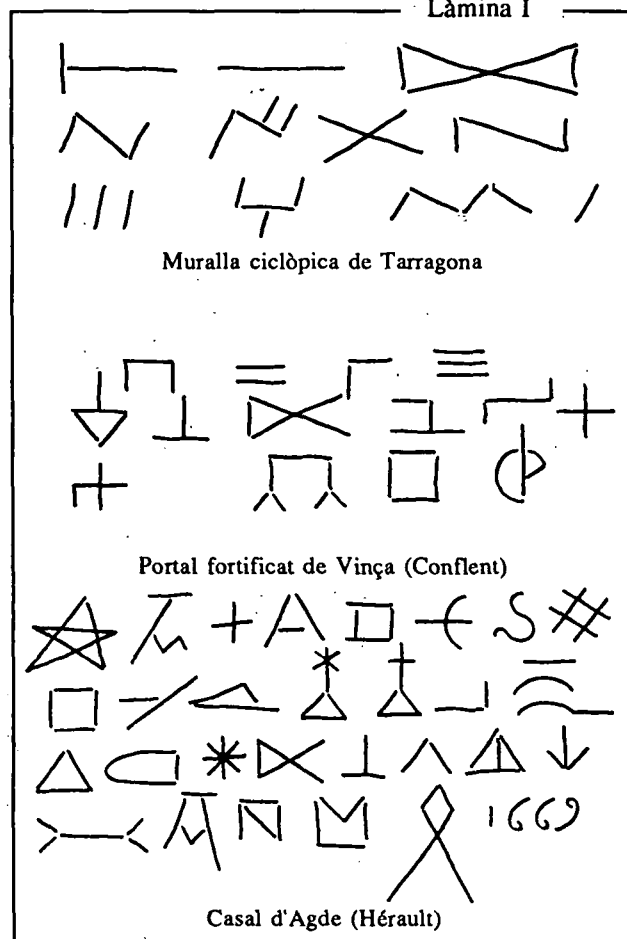 Làmina I
Muralla ciclòpica de Tarragona
Portal fortificat de Vinça (Conflent)
1669
Casal d'Agde (Hérault)